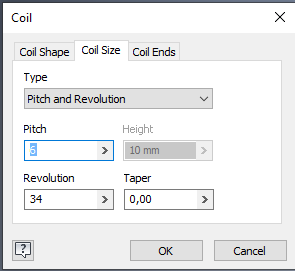 Coil
Coil Shape Coil Size Coil Ends
Type
Pitch and Revolution
Pitch Height
6 10 mm
Revolution Taper
34 0,00
? OK Cancel